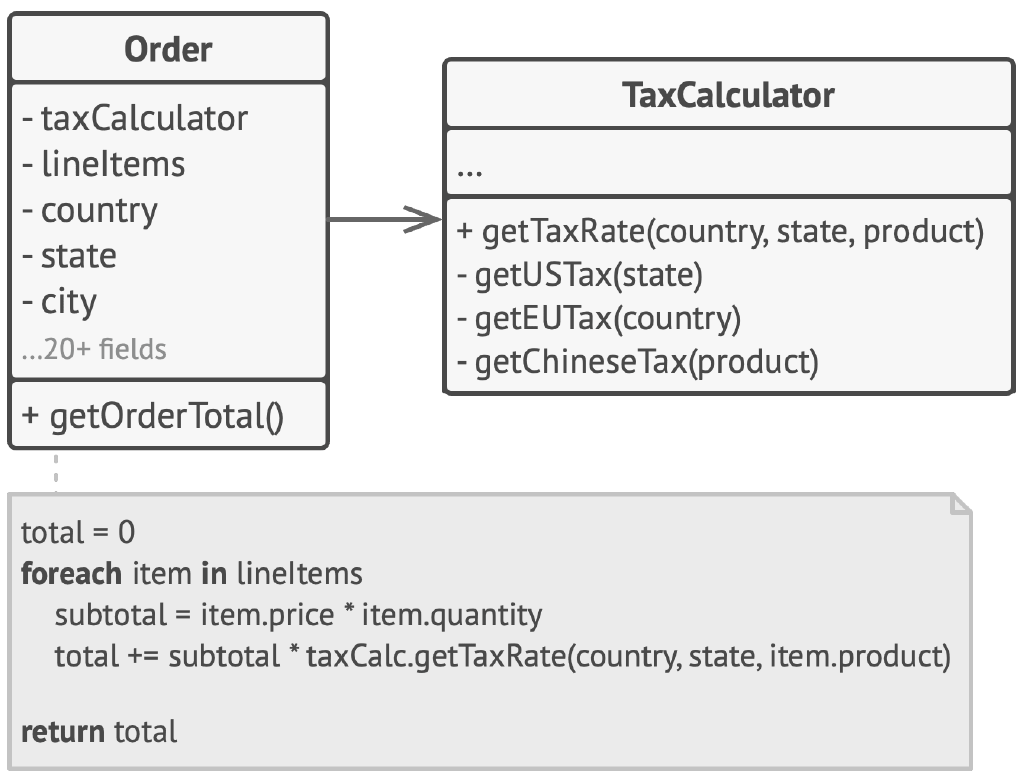 Order
- taxCalculator
- lineItems
- country
- state
- city
...20+ fields
+ getOrderTotal()
TaxCalculator
...
+ getTaxRate(country, state, product)
- getUSTax(state)
- getEUTax(country)
- getChineseTax(product)
total = 0
foreach item in lineItems
subtotal = item.price * item.quantity
total += subtotal * taxCalc.getTaxRate(country, state, item.product)
return total